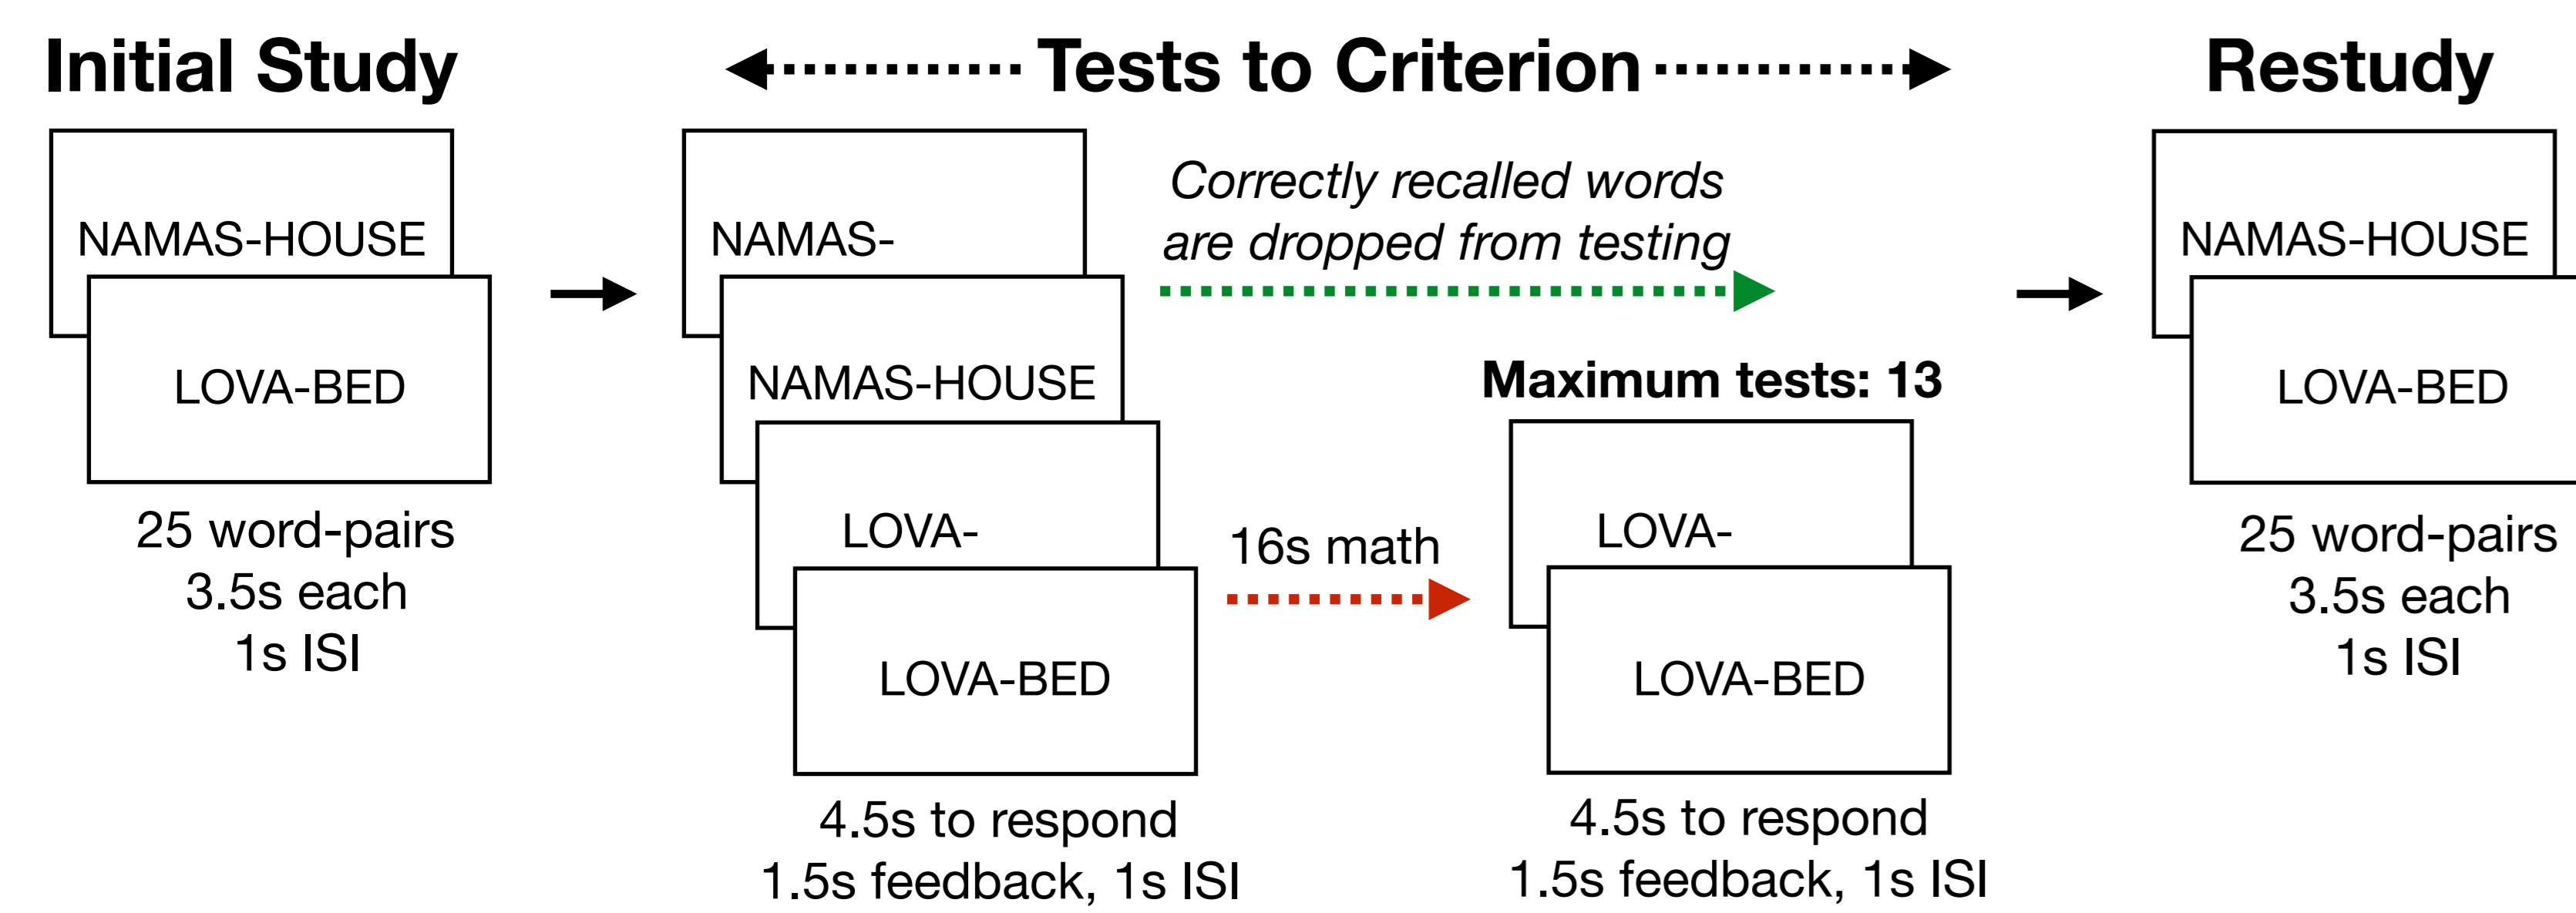 Initial Study
NAMAS-HOUSE
LOVA-BED
25 word-pairs
3.5s each
1s ISI
Tests to Criterion
NAMAS-
NAMAS-HOUSE
LOVA-
LOVA-BED
4.5s to respond
1.5s feedback, 1s ISI
Correctly recalled words
are dropped from testing
16s math
Maximum tests: 13
LOVA-
LOVA-BED
4.5s to respond
1.5s feedback, 1s ISI
Restudy
NAMAS-HOUSE
LOVA-BED
25 word-pairs
3.5s each
1s ISI